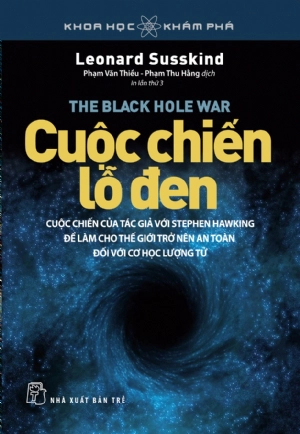 KHOA HỌC KHÁM PHÁ
Leonard Susskind
Phạm Văn Thiều - Phạm Thu Hằng dịch
In lần thứ 3
THE BLACK HOLE WAR
Cuộc chiến
lỗ đen
CUỘC CHIẾN CỦA TÁC GIẢ VỚI STEPHEN HAWKING
ĐỂ LÀM CHO THẾ GIỚI TRỞ NÊN AN TOÀN
ĐỐI VỚI CƠ HỌC LƯỢNG TỬ
NHÀ XUẤT BẢN TRẺ